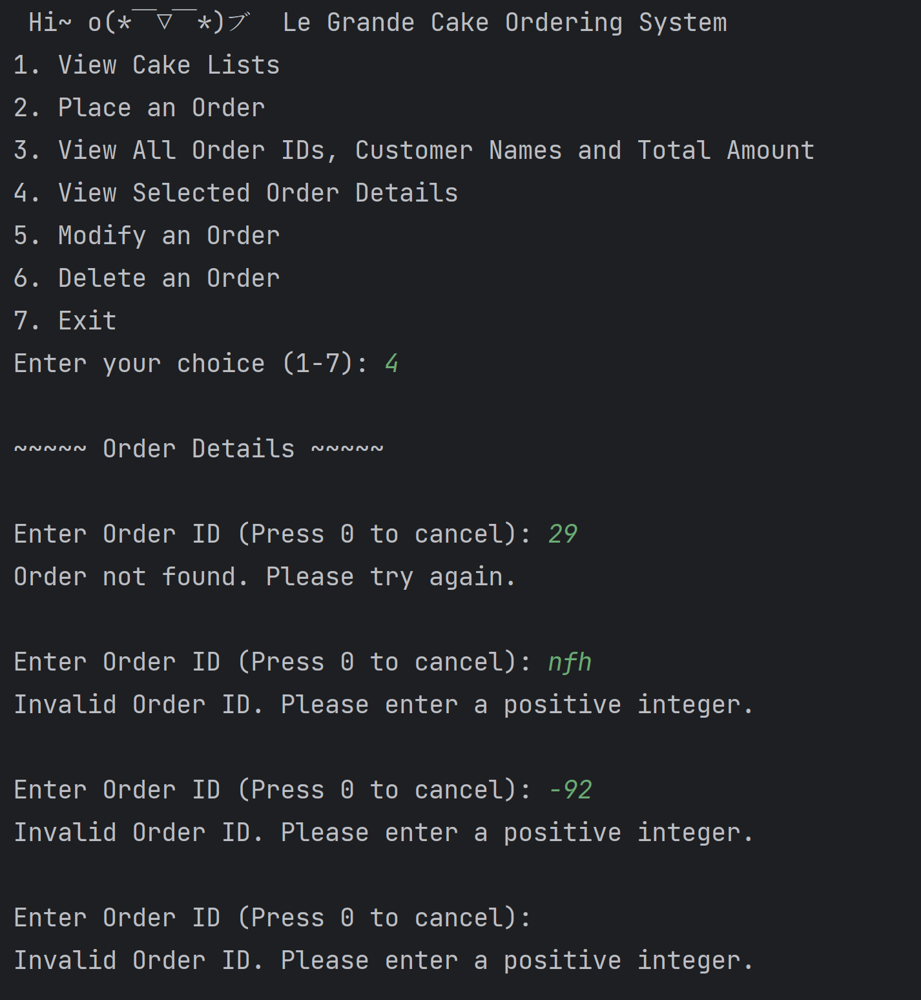 Hi~ o(*￣▽￣*)ブ  Le Grande Cake Ordering System
1. View Cake Lists
2. Place an Order
3. View All Order IDs, Customer Names and Total Amount
4. View Selected Order Details
5. Modify an Order
6. Delete an Order
7. Exit
Enter your choice (1-7): 4
~~~~~ Order Details ~~~~~
Enter Order ID (Press 0 to cancel): 29
Order not found. Please try again.
Enter Order ID (Press 0 to cancel): nfh
Invalid Order ID. Please enter a positive integer.
Enter Order ID (Press 0 to cancel): -92
Invalid Order ID. Please enter a positive integer.
Enter Order ID (Press 0 to cancel):
Invalid Order ID. Please enter a positive integer.